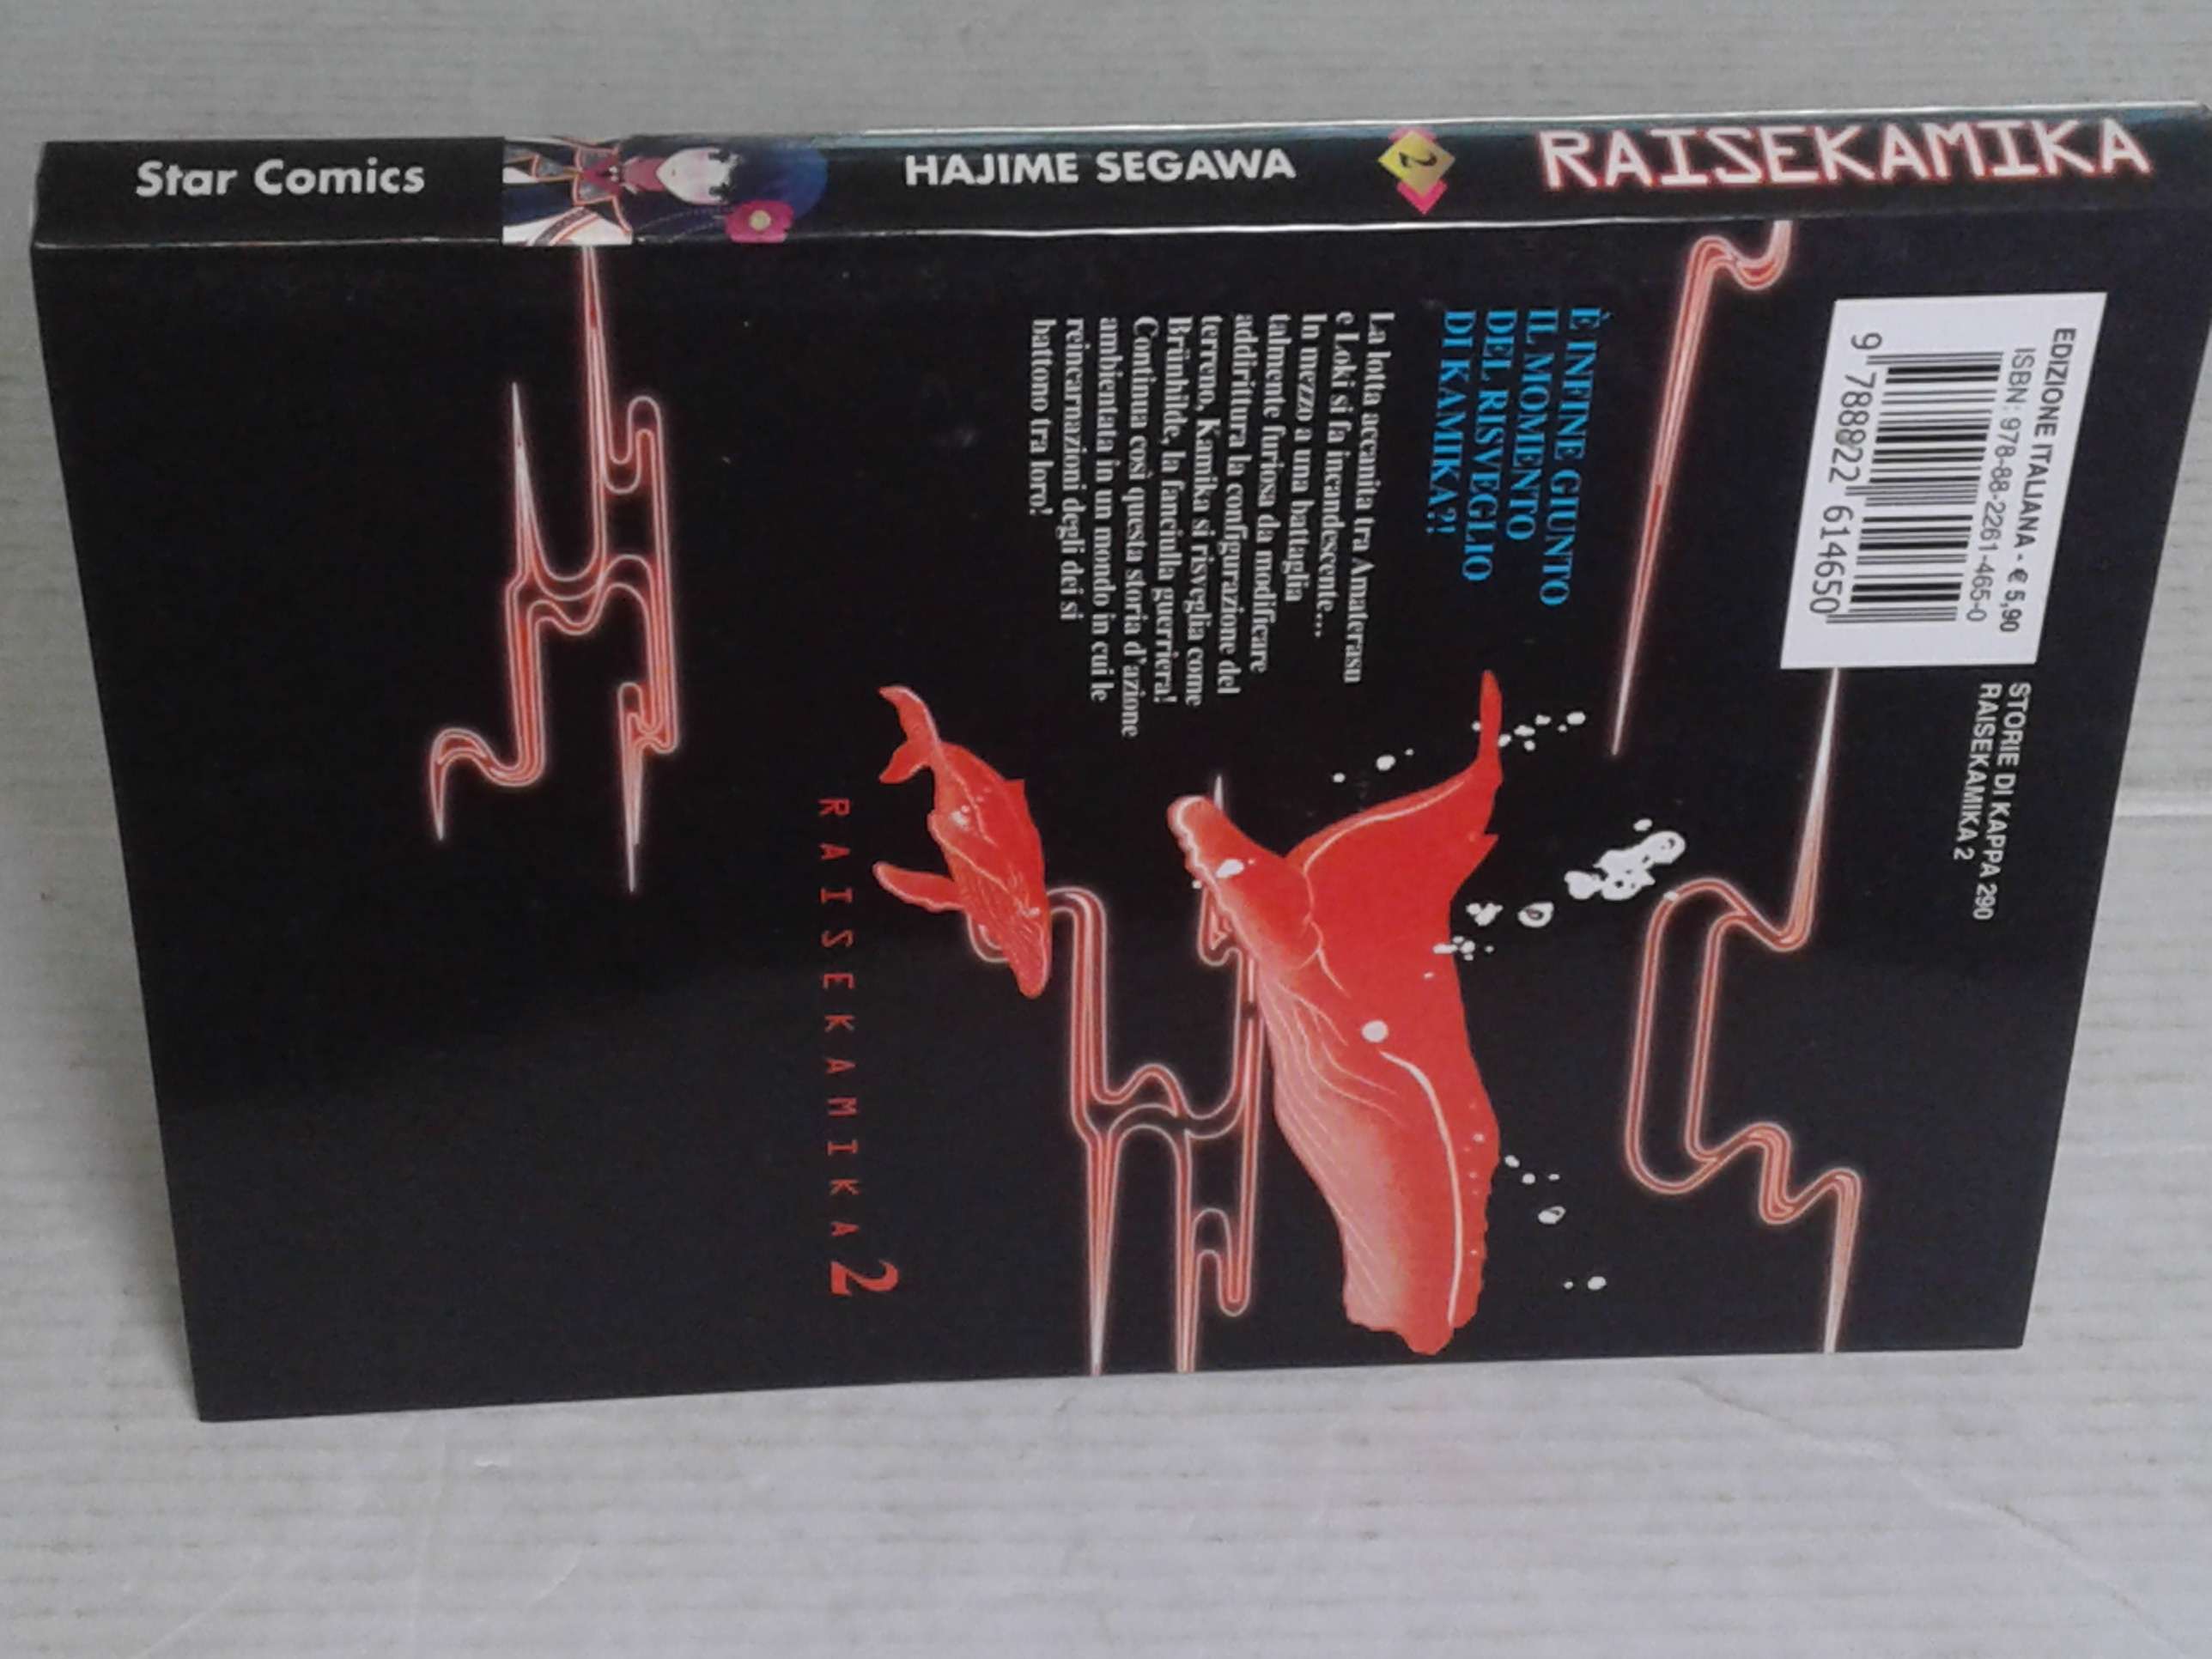 Star Comics
HAJIME SEGAWA
2
RAISEKAMIKA
EDIZIONE ITALIANA - € 5,90
ISBN: 978-88-2261-465-0
9 788822 614650
STORIE DI KAPPA 290
RAISEKAMIKA 2
È INFINE GIUNTO
IL MOMENTO
DEL RISVEGLIO
DI KAMIKA?!
La lotta accanita tra Amaterasu
e Loki si fa incandescente...
In mezzo a una battaglia
talmente furiosa da modificare
addirittura la configurazione del
terreno, Kamika si risveglia come
Brünhilde, la fanciulla guerriera!
Continua così questa storia d'azione
ambientata in un mondo in cui le
reincarnazioni degli dei si
battono tra loro!
RAISEKAMIKA 2